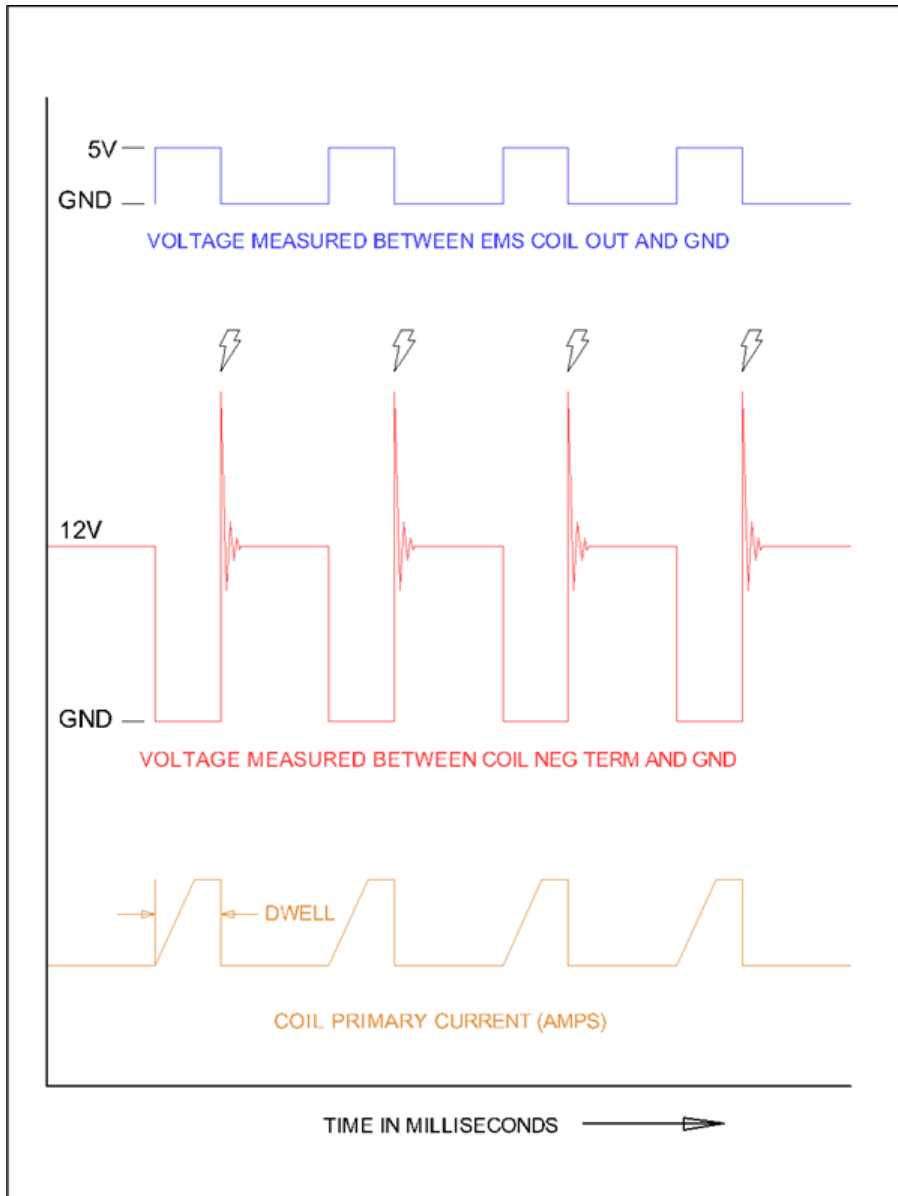 5V
GND
VOLTAGE MEASURED BETWEEN EMS COIL OUT AND GND
12V
GND
VOLTAGE MEASURED BETWEEN COIL NEG TERM AND GND
DWELL
COIL PRIMARY CURRENT (AMPS)
TIME IN MILLISECONDS